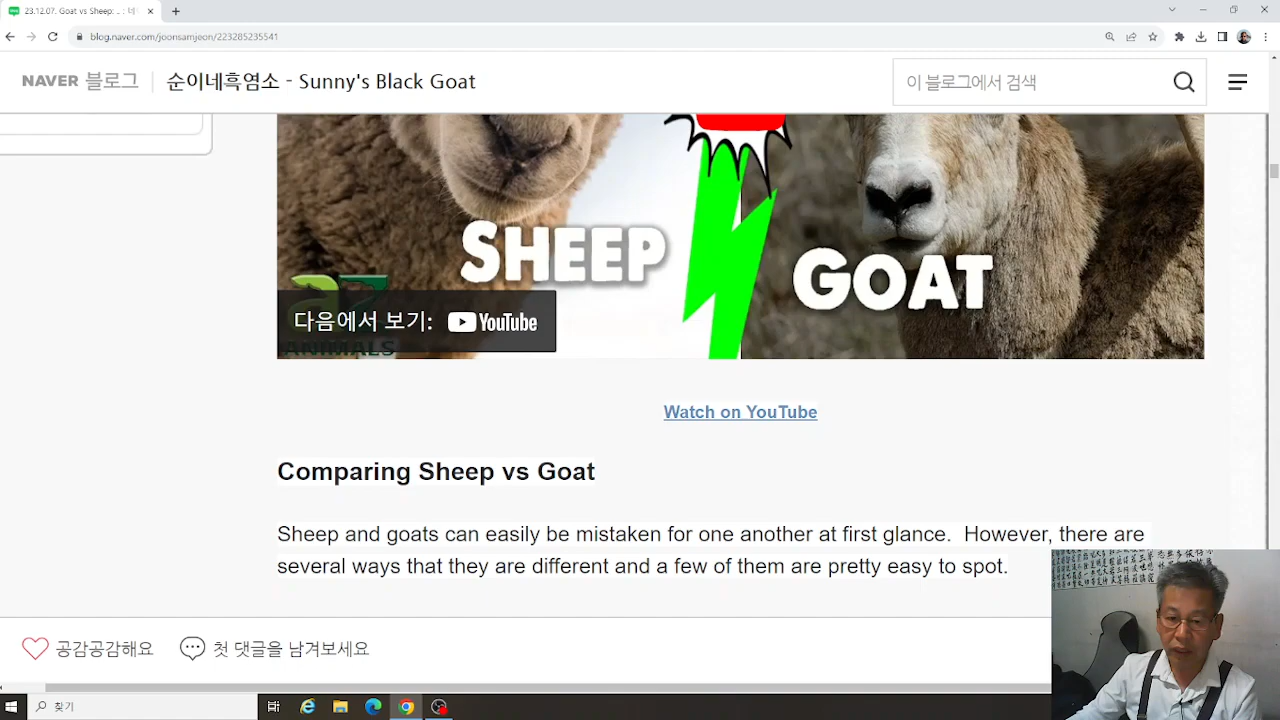 23.12.07. Goat vs Sheep: .. : 네
blog.naver.com/joonsamjeon/223285235541
NAVER 블로그
순이네흑염소 - Sunny's Black Goat
이 블로그에서 검색
SHEEP
GOAT
다음에서 보기: YouTube
ANIMALS
Watch on YouTube
Comparing Sheep vs Goat
Sheep and goats can easily be mistaken for one another at first glance.  However, there are
several ways that they are different and a few of them are pretty easy to spot.
공감공감해요
첫 댓글을 남겨보세요
찾기